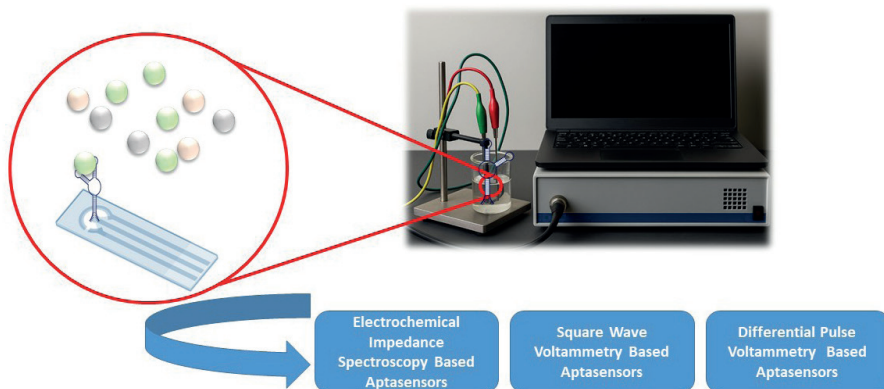 Electrochemical
Impedance
Spectroscopy Based
Aptasensors
Square Wave
Voltammetry Based
Aptasensors
Differential Pulse
Voltammetry Based
Aptasensors